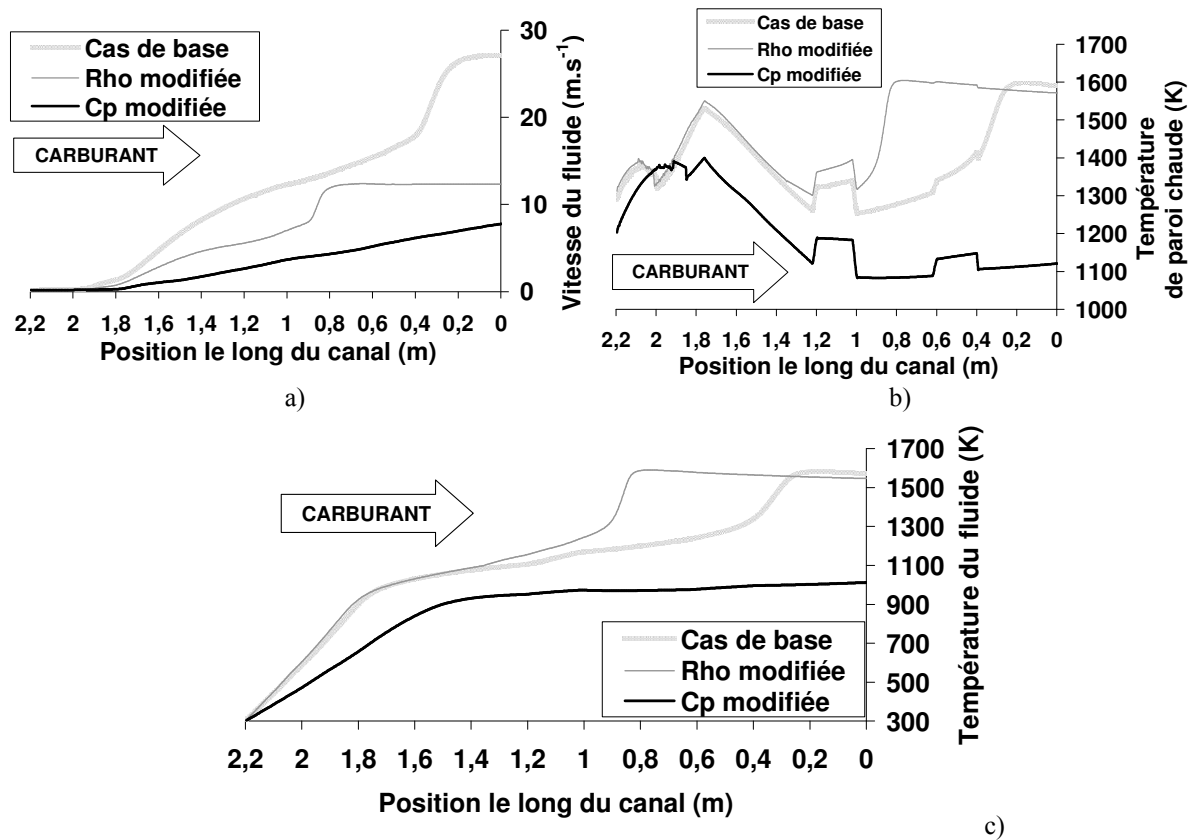 Cas de base
Rho modifiée
Cp modifiée
CARBURANT
30
20
10
0
Vitesse du fluide (m.s-1)
2,2 2 1,8 1,6 1,4 1,2 1 0,8 0,6 0,4 0,2 0
Position le long du canal (m)
a)
Cas de base
Rho modifiée
Cp modifiée
CARBURANT
1700
1600
1500
1400
1300
1200
1100
1000
Température
de paroi chaude (K)
2,2 2 1,8 1,6 1,4 1,2 1 0,8 0,6 0,4 0,2 0
Position le long du canal (m)
b)
CARBURANT
Cas de base
Rho modifiée
Cp modifiée
1700
1500
1300
1100
900
700
500
300
Température du fluide (K)
2,2 2 1,8 1,6 1,4 1,2 1 0,8 0,6 0,4 0,2 0
Position le long du canal (m)
c)